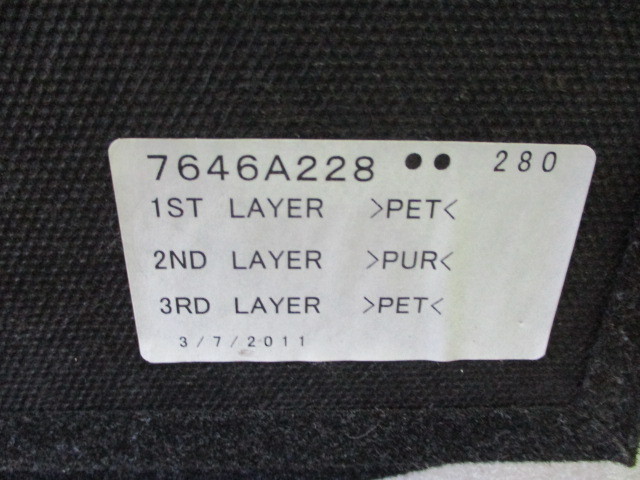 7646A228 ●● 280
1ST LAYER >PET<
2ND LAYER >PUR<
3RD LAYER >PET<
3/7/2011